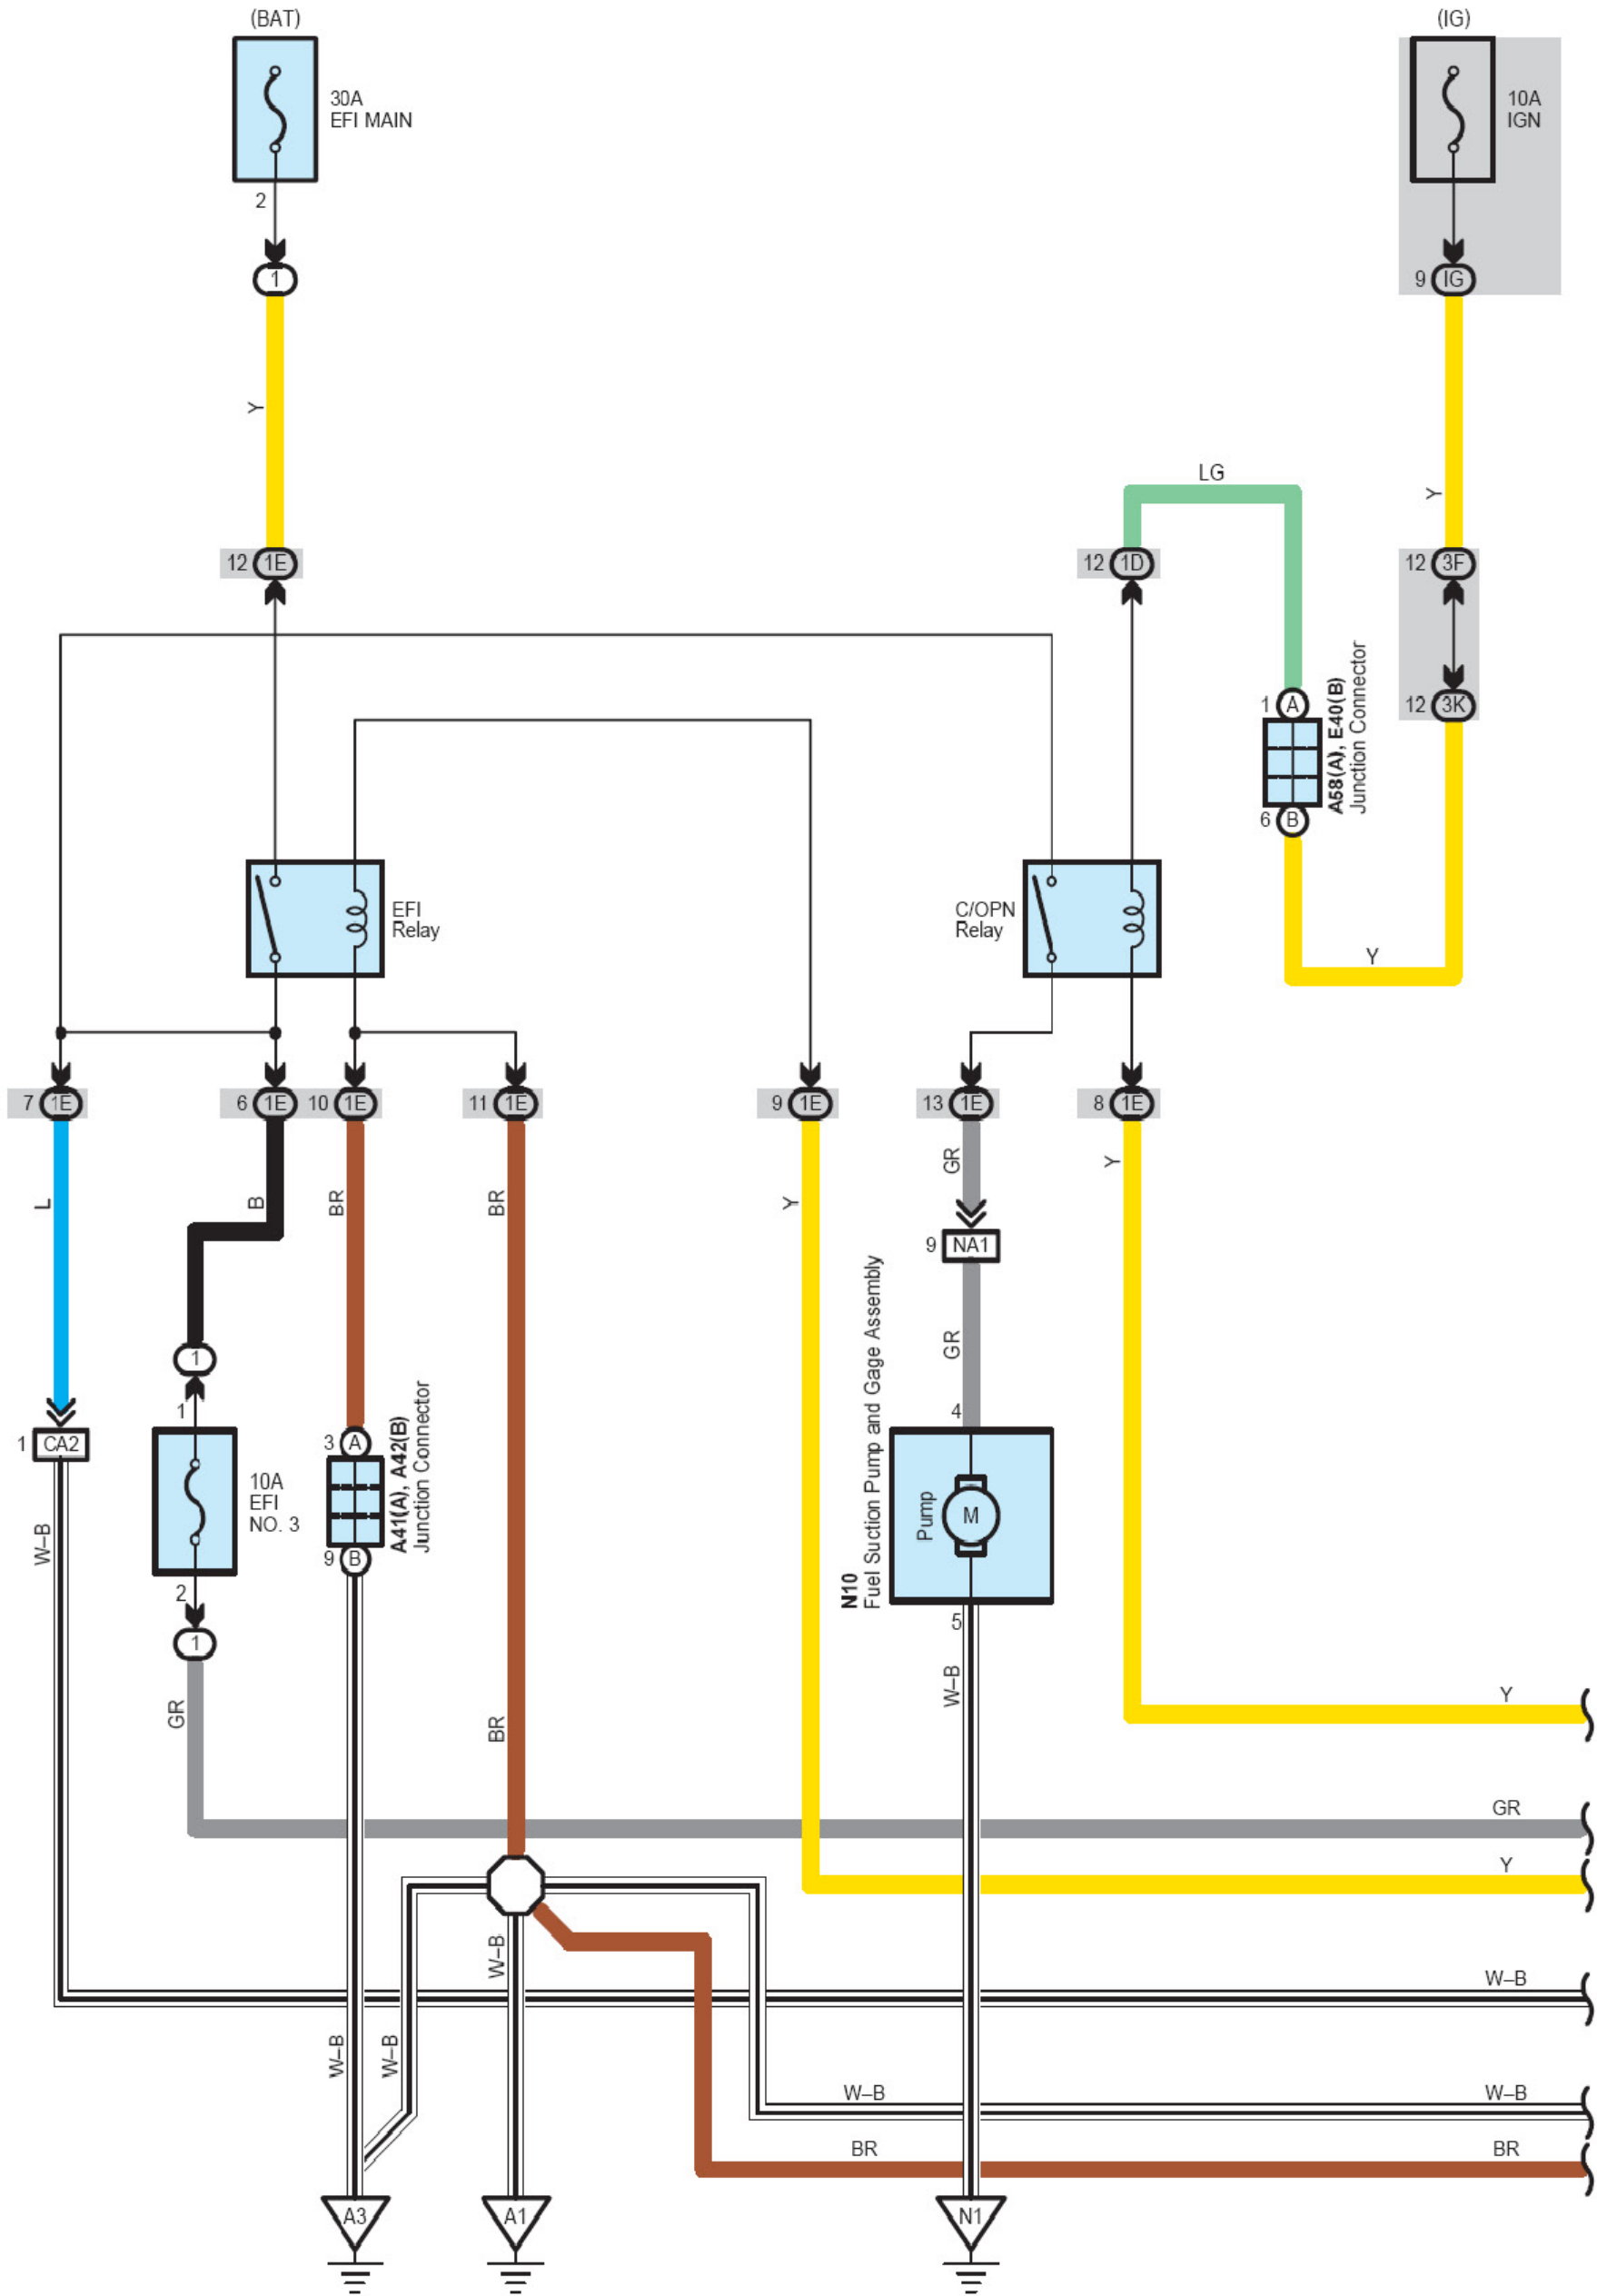 (BAT)
(IG)
30A
EFI MAIN
10A
IGN
2
1
9 IG
Y
LG
Y
12 1E
12 1D
12 3F
1 A
12 3K
A58(A), E40(B)
Junction Connector
6 B
EFI
Relay
C/OPN
Relay
Y
7 1E
6 1E
10 1E
11 1E
9 1E
13 1E
8 1E
L
B
BR
BR
Y
GR
Y
9 NA1
GR
1
1
4
1 CA2
3 A
A41(A), A42(B)
Junction Connector
10A
EFI
NO. 3
9 B
W–B
N10
Fuel Suction Pump and Gage Assembly
Pump
M
2
1
5
GR
W–B
BR
Y
GR
Y
W–B
W–B
W–B
W–B
W–B
W–B
BR
BR
A3
A1
N1